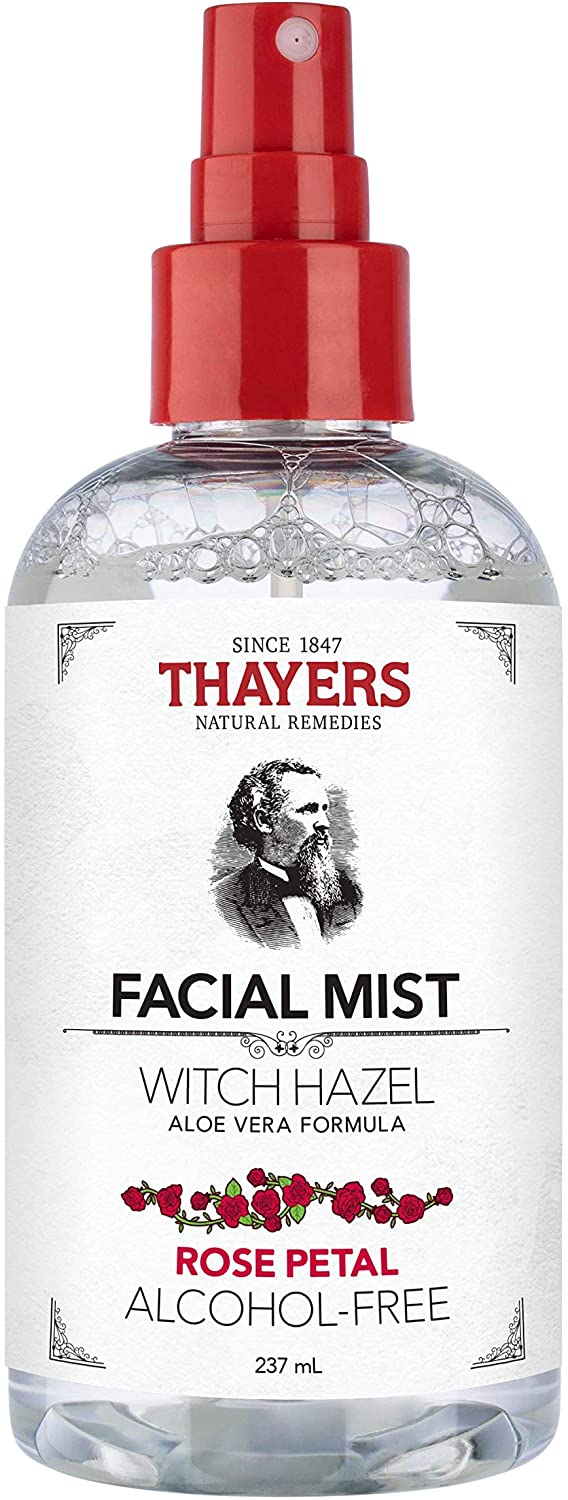 SINCE 1847
THAYERS
NATURAL REMEDIES
FACIAL MIST
WITCH HAZEL
ALOE VERA FORMULA
ROSE PETAL
ALCOHOL-FREE
237 mL